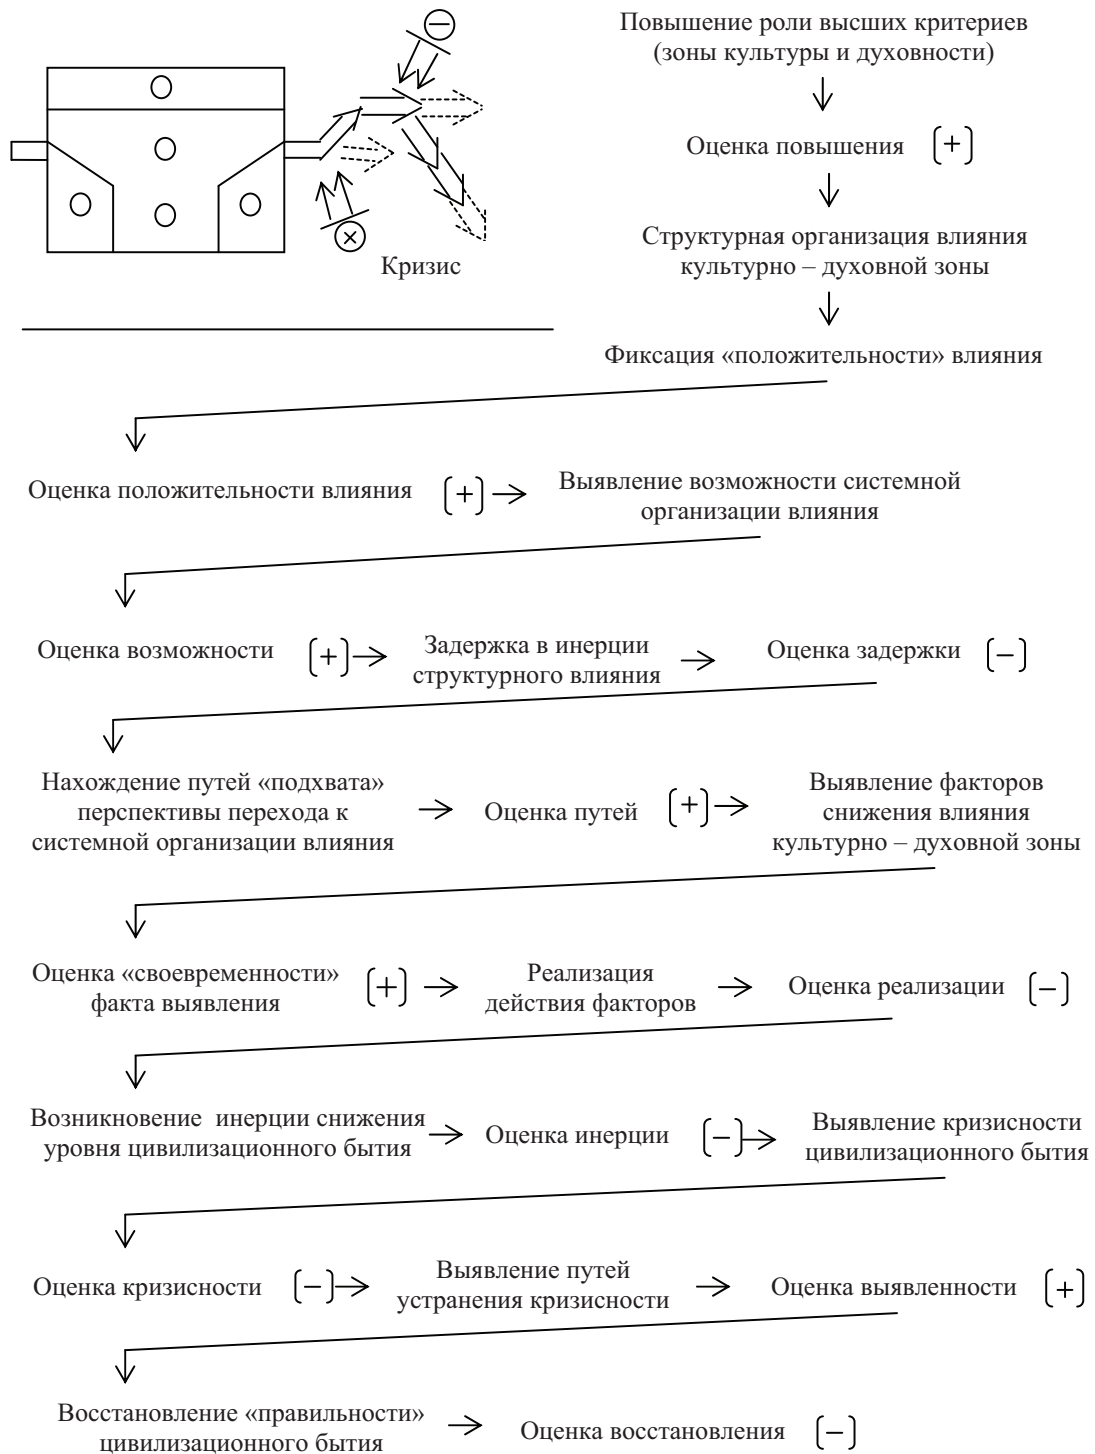 Повышение роли высших критериев
(зоны культуры и духовности)
Оценка повышения (+)
Структурная организация влияния
культурно – духовной зоны
Кризис
Фиксация «положительности» влияния
Оценка положительности влияния (+)
Выявление возможности системной
организации влияния
Оценка возможности (+)
Задержка в инерции
структурного влияния
Оценка задержки (−)
Нахождение путей «подхвата»
перспективы перехода к
системной организации влияния
Оценка путей (+)
Выявление факторов
снижения влияния
культурно – духовной зоны
Оценка «своевременности»
факта выявления (+)
Реализация
действия факторов
Оценка реализации (−)
Возникновение инерции снижения
уровня цивилизационного бытия
Оценка инерции (−)
Выявление кризисности
цивилизационного бытия
Оценка кризисности (−)
Выявление путей
устранения кризисности
Оценка выявленности (+)
Восстановление «правильности»
цивилизационного бытия
Оценка восстановления (−)